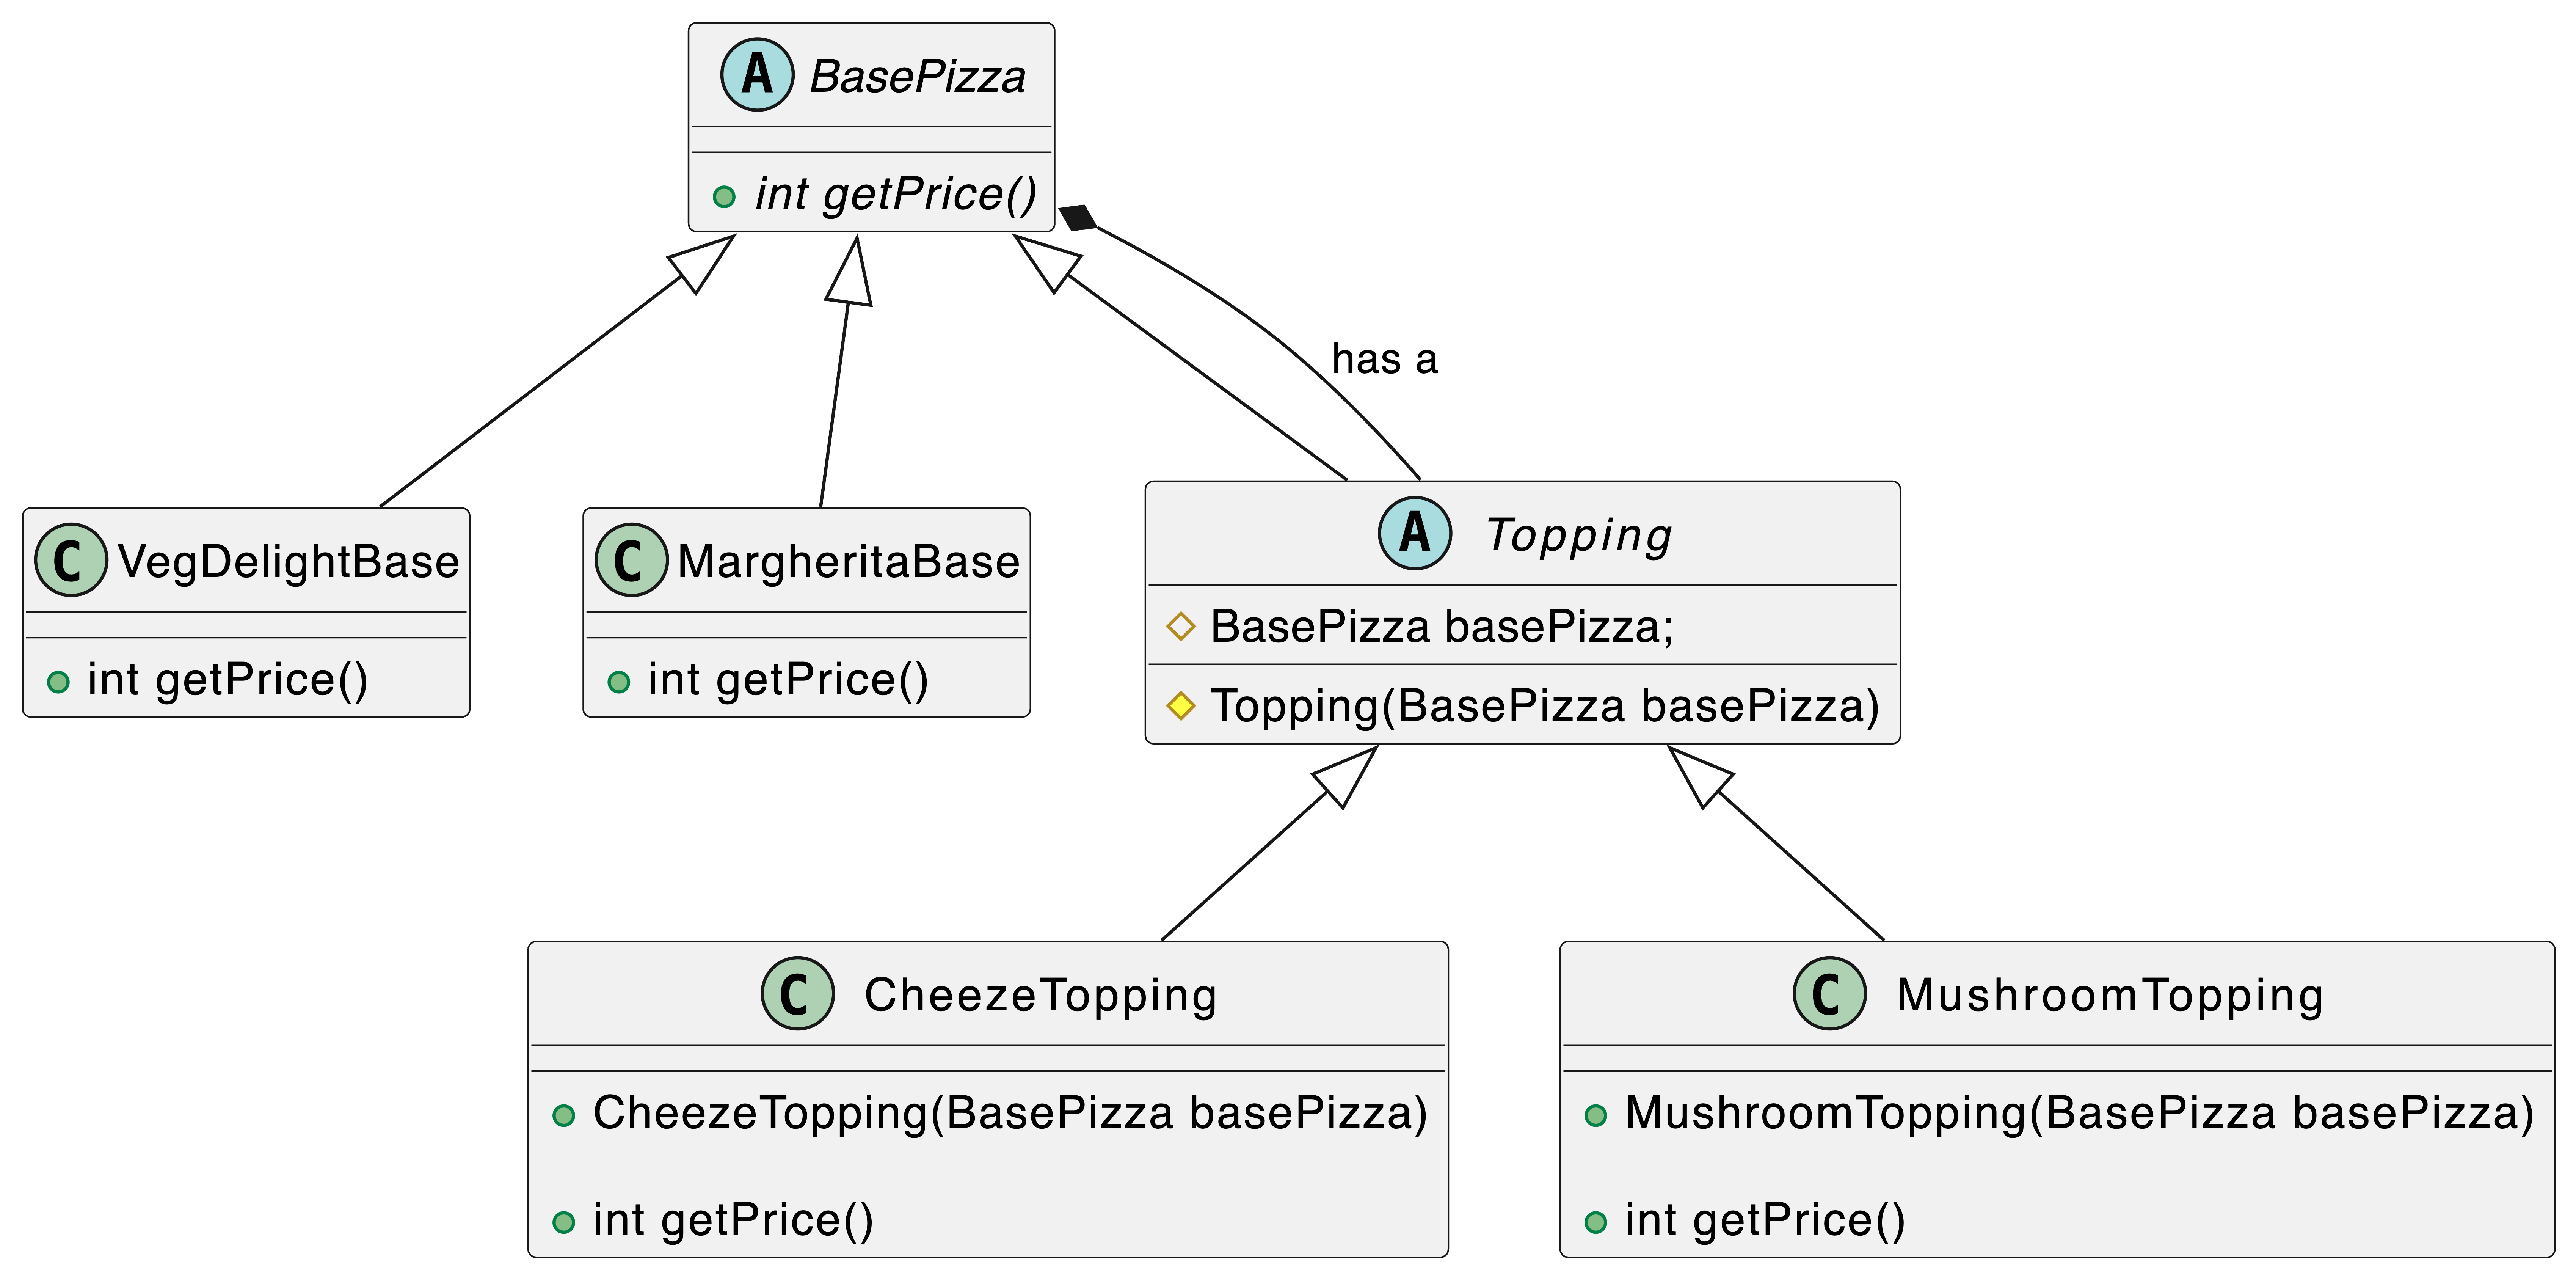 A BasePizza
int getPrice()
has a
C VegDelightBase
int getPrice()
C MargheritaBase
int getPrice()
A Topping
BasePizza basePizza;
Topping(BasePizza basePizza)
C CheezeTopping
CheezeTopping(BasePizza basePizza)
int getPrice()
C MushroomTopping
MushroomTopping(BasePizza basePizza)
int getPrice()